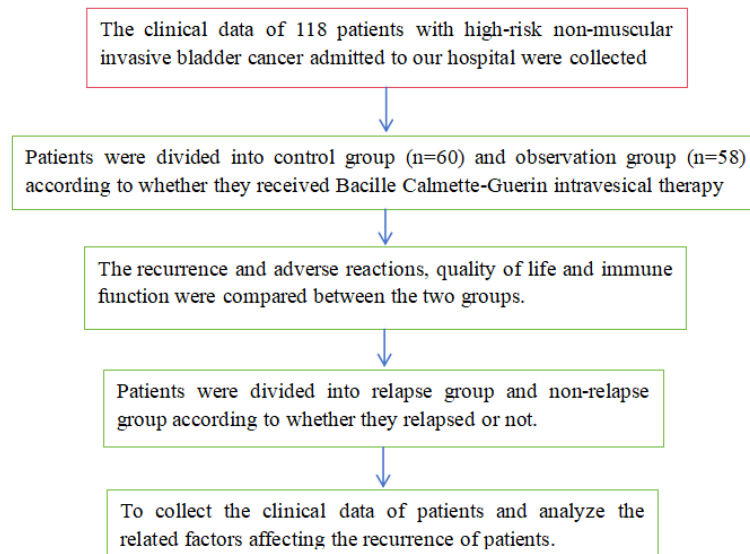 The clinical data of 118 patients with high-risk non-muscular
invasive bladder cancer admitted to our hospital were collected
Patients were divided into control group (n=60) and observation group (n=58)
according to whether they received Bacille Calmette-Guerin intravesical therapy
The recurrence and adverse reactions, quality of life and immune
function were compared between the two groups.
Patients were divided into relapse group and non-relapse
group according to whether they relapsed or not.
To collect the clinical data of patients and analyze the
related factors affecting the recurrence of patients.